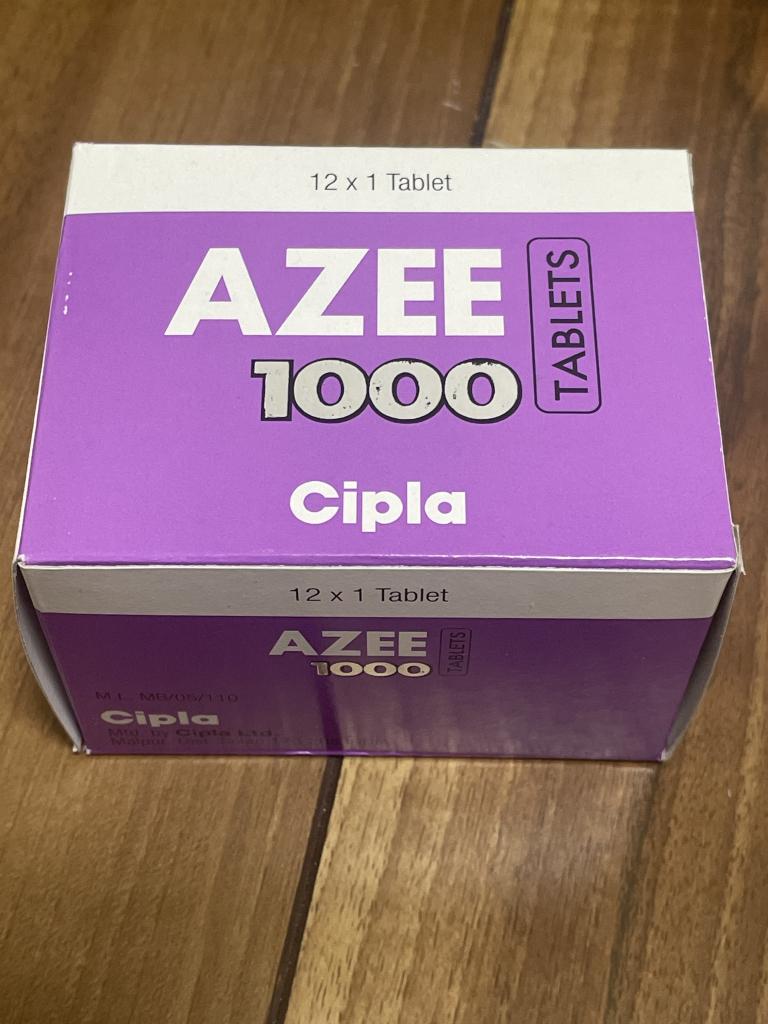 12 x 1 Tablet
AZEE
1000
TABLETS
Cipla
12 x 1 Tablet
AZEE
1000
TABLETS
M.L. MB/05/110
Cipla
Mfd. by Cipla Ltd.
Malpur,